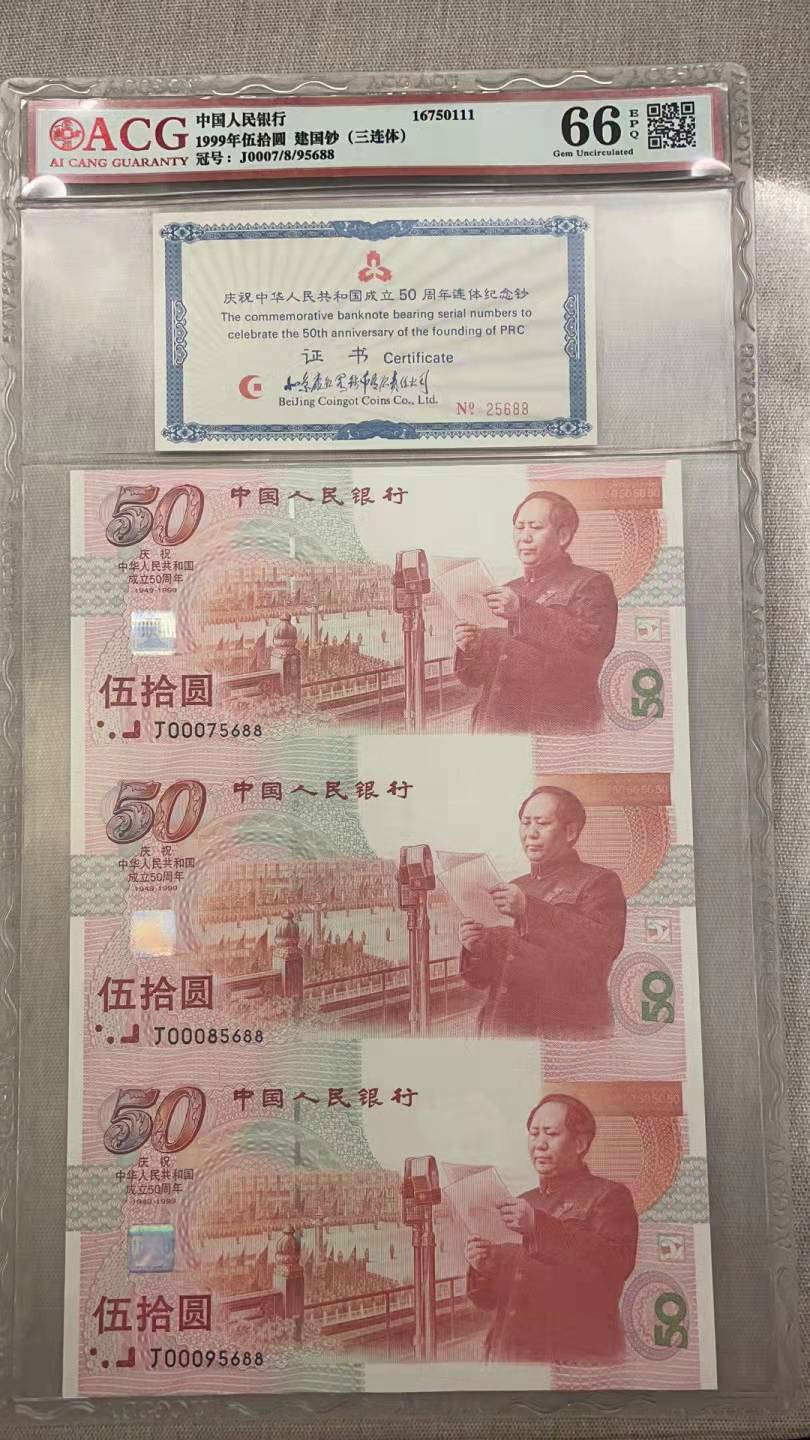 ACG
AI CANG GUARANTY
中国人民银行
16750111
1999年伍拾圆 建国钞（三连体）
冠号：J0007/8/95688
66
EPQ
Gem Uncirculated
庆祝中华人民共和国成立50周年连体纪念钞
The commemorative banknote bearing serial numbers to
celebrate the 50th anniversary of the founding of PRC
证 书 Certificate
BeiJing Coingot Coins Co., Ltd.
Nº 25688
50
中国人民银行
庆祝
中华人民共和国
成立50周年
1949-1999
伍拾圆
50
J00075688
50
中国人民银行
庆祝
中华人民共和国
成立50周年
1949-1999
伍拾圆
50
J00085688
50
中国人民银行
庆祝
中华人民共和国
成立50周年
1949-1999
伍拾圆
50
J00095688